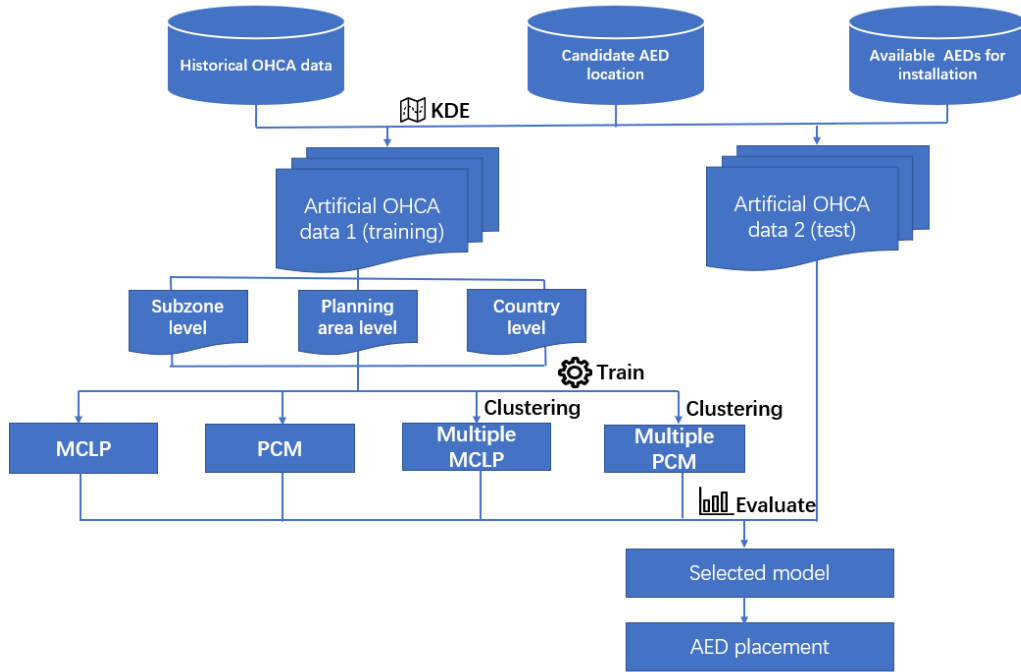 Historical OHCA data
Candidate AED
location
Available AEDs for
installation
KDE
Artificial OHCA
data 1 (training)
Artificial OHCA
data 2 (test)
Subzone
level
Planning
area level
Country
level
Train
Clustering
Clustering
MCLP
PCM
Multiple
MCLP
Multiple
PCM
Evaluate
Selected model
AED placement